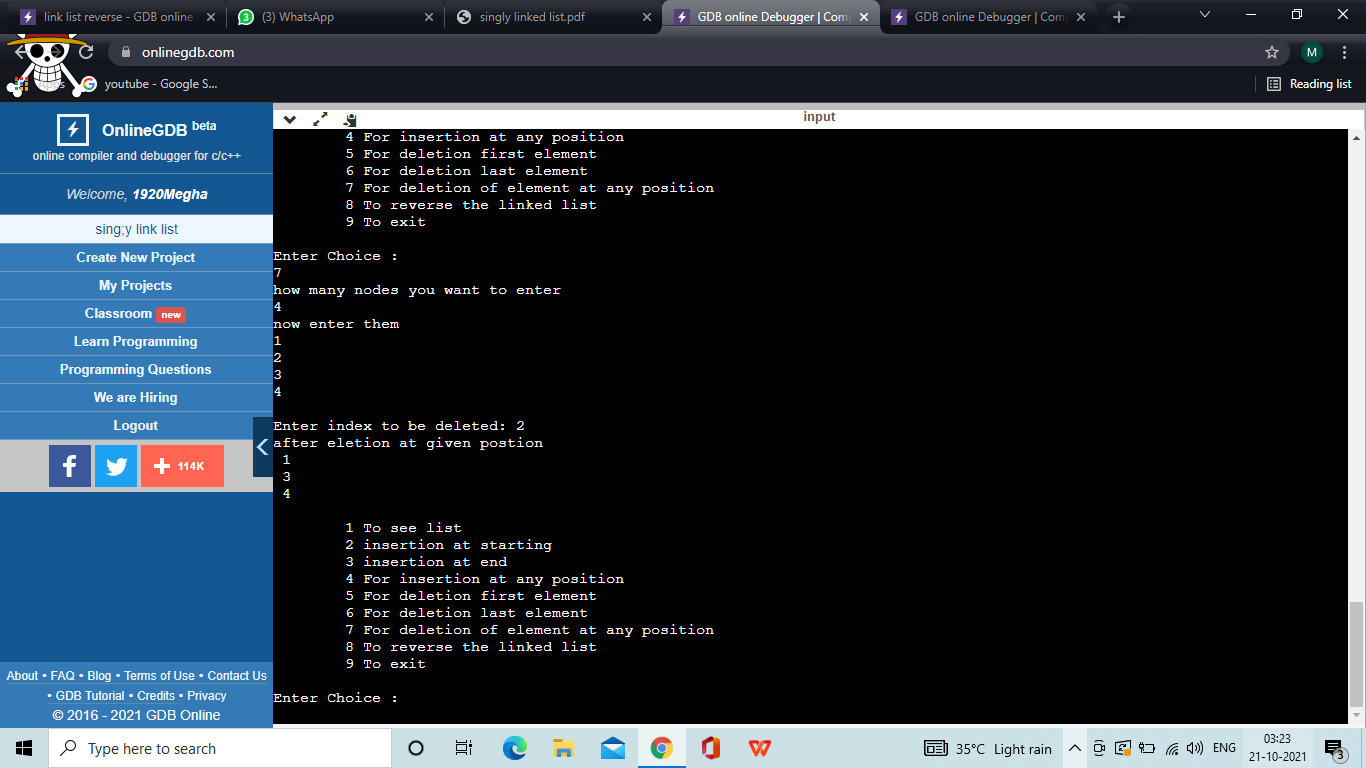 link list reverse - GDB online
(3) WhatsApp
singly linked list.pdf
GDB online Debugger | Com
GDB online Debugger | Com
onlinegdb.com
M
Apps
youtube - Google S...
Reading list
OnlineGDB beta
online compiler and debugger for c/c++
Welcome, 1920Megha
sing;y link list
Create New Project
My Projects
Classroom new
Learn Programming
Programming Questions
We are Hiring
Logout
114K
About • FAQ • Blog • Terms of Use • Contact Us
• GDB Tutorial • Credits • Privacy
© 2016 - 2021 GDB Online
input
4 For insertion at any position
5 For deletion first element
6 For deletion last element
7 For deletion of element at any position
8 To reverse the linked list
9 To exit
Enter Choice :
7
how many nodes you want to enter
4
now enter them
1
2
3
4
Enter index to be deleted: 2
after eletion at given postion
1
3
4
1 To see list
2 insertion at starting
3 insertion at end
4 For insertion at any position
5 For deletion first element
6 For deletion last element
7 For deletion of element at any position
8 To reverse the linked list
9 To exit
Enter Choice :
Type here to search
35°C Light rain
ENG
03:23
21-10-2021
3